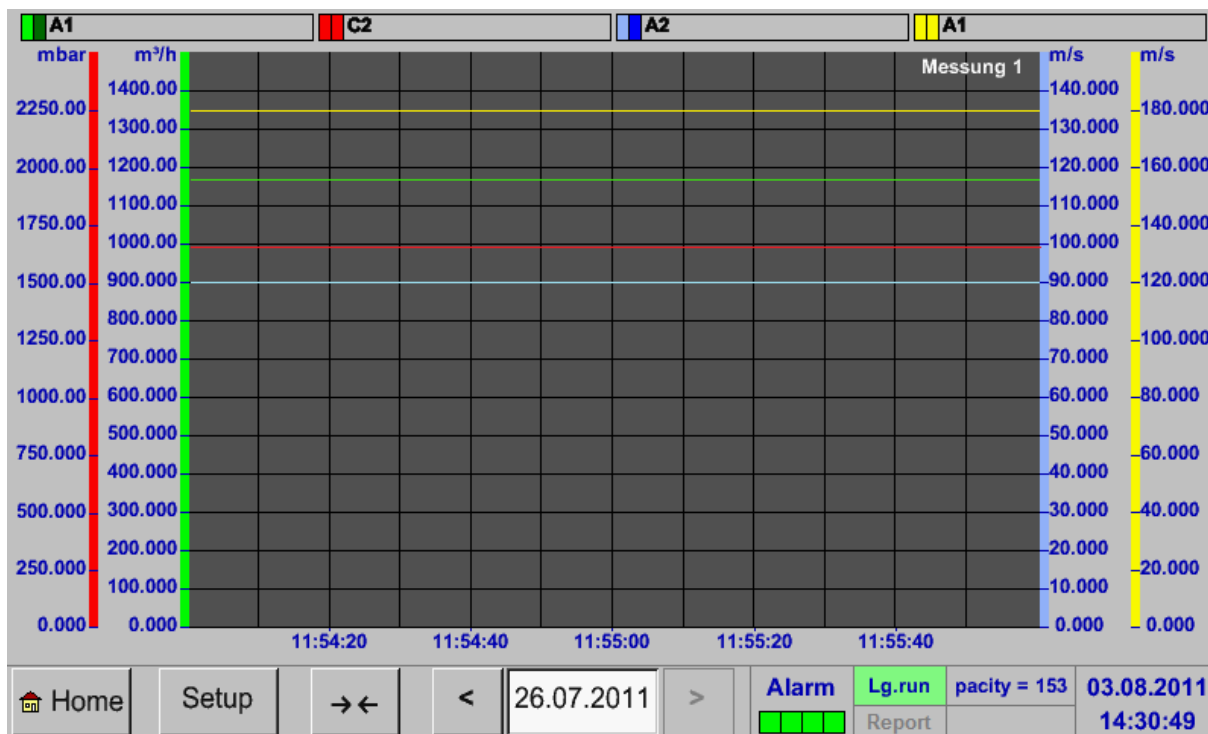 A1 C2 A2 A1
mbar m³/h m/s m/s
Messung 1
1400.00 140.000
2250.00 180.000
1300.00 130.000
2000.00 1200.00 120.000 160.000
1100.00 110.000
1750.00 140.000
1000.00 100.000
1500.00 900.000 90.000 120.000
800.000 80.000
1250.00 100.000
700.000 70.000
1000.00 600.000 60.000 80.000
500.000 50.000
750.000 60.000
400.000 40.000
500.000 300.000 30.000 40.000
200.000 20.000
250.000 20.000
100.000 10.000
0.000 0.000 0.000 0.000
11:54:20 11:54:40 11:55:00 11:55:20 11:55:40
Home Setup →← < 26.07.2011 > Alarm Lg.run pacity = 153 03.08.2011
Report 14:30:49